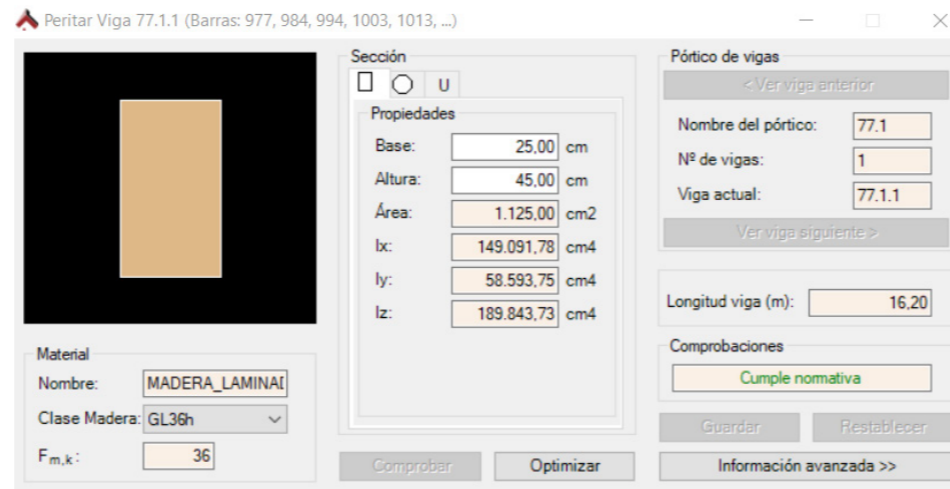 Peritar Viga 77.1.1 (Barras: 977, 984, 994, 1003, 1013, ...)
Sección
U
Propiedades
Base: 25,00 cm
Altura: 45,00 cm
Área: 1.125,00 cm2
Ix: 149.091,78 cm4
Iy: 58.593,75 cm4
Iz: 189.843,73 cm4
Comprobar Optimizar
Material
Nombre: MADERA_LAMINAD
Clase Madera: GL36h
Fm,k: 36
Pórtico de vigas
< Ver viga anterior
Nombre del pórtico: 77.1
Nº de vigas: 1
Viga actual: 77.1.1
Ver viga siguiente >
Longitud viga (m): 16,20
Comprobaciones
Cumple normativa
Guardar Restablecer
Información avanzada >>